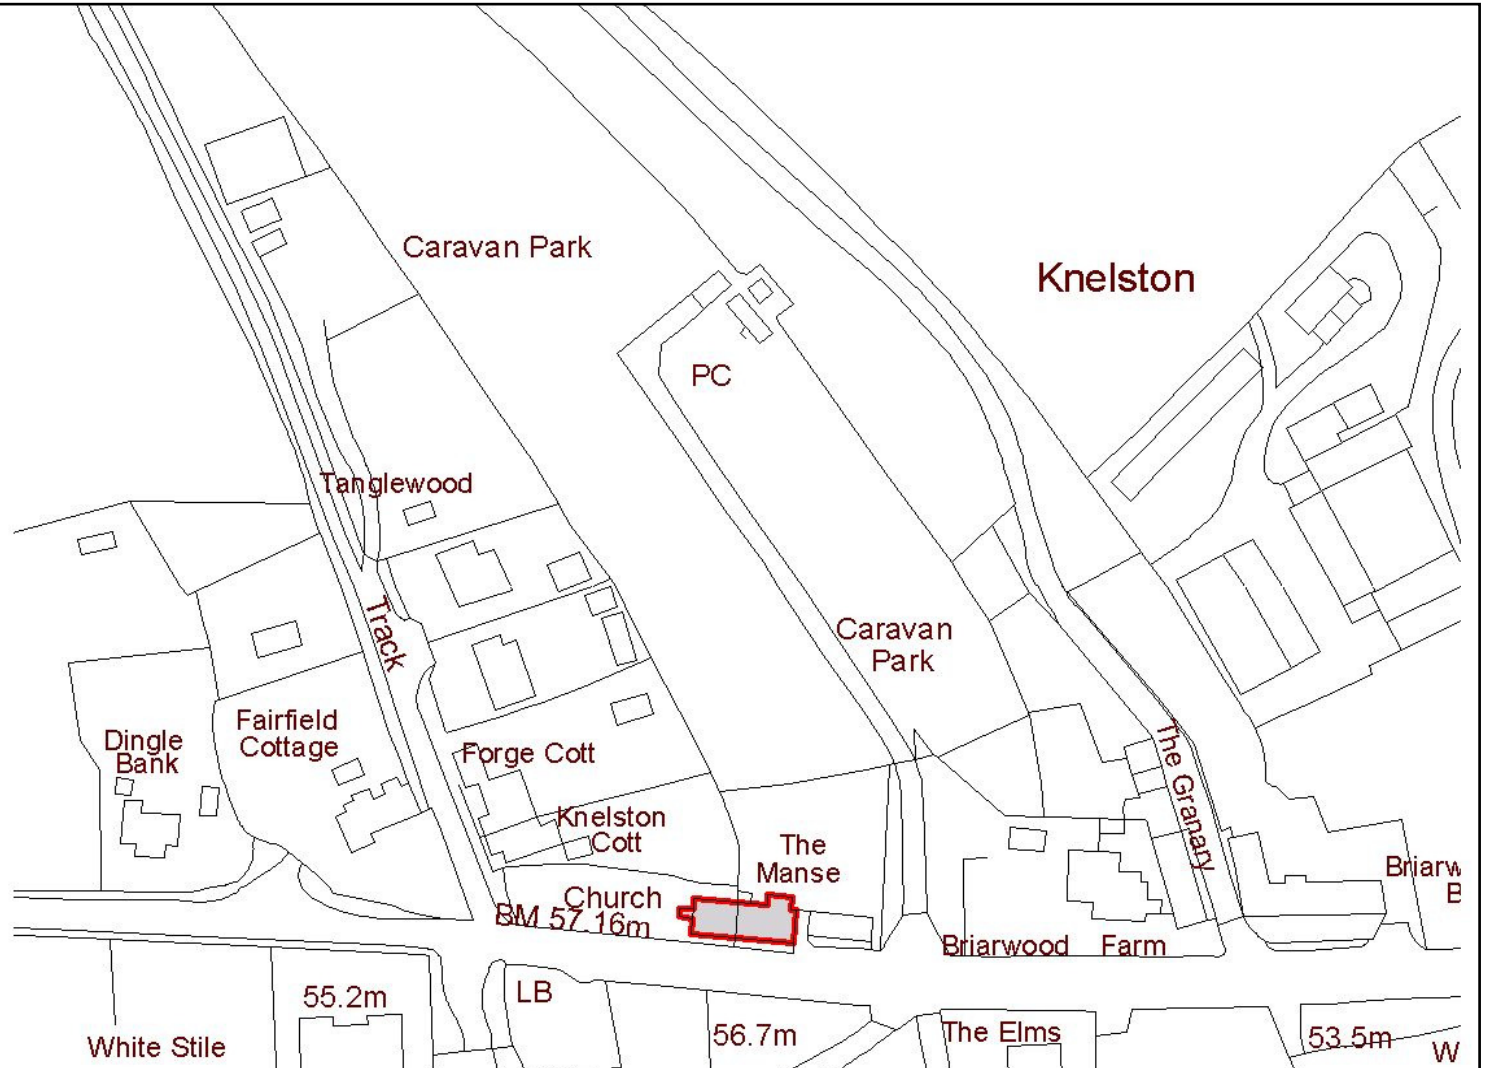 Caravan Park
Knelston
PC
Tanglewood
Track
Caravan
Park
Dingle
Bank
Fairfield
Cottage
Forge Cott
The Granary
Knelston
Cott
The
Manse
Briarw
B
Church
BM 57.16m
Briarwood Farm
LB
55.2m
White Stile
56.7m
The Elms
53.5m
W